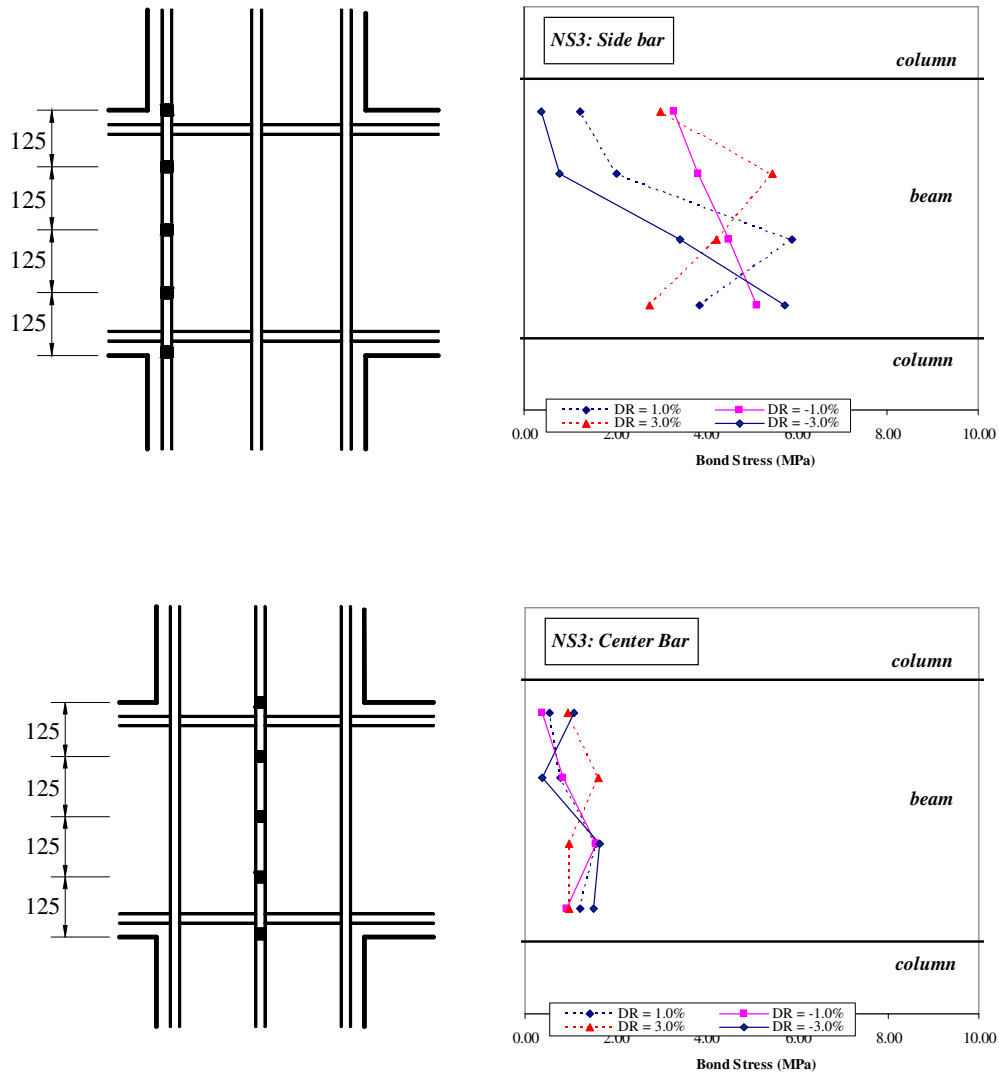 125
125
125
125
NS3: Side bar
column
beam
column
DR = 1.0%
DR = -1.0%
DR = 3.0%
DR = -3.0%
0.00
2.00
4.00
6.00
8.00
10.00
Bond Stress (MPa)
125
125
125
125
NS3: Center Bar
column
beam
column
DR = 1.0%
DR = -1.0%
DR = 3.0%
DR = -3.0%
0.00
2.00
4.00
6.00
8.00
10.00
Bond Stress (MPa)